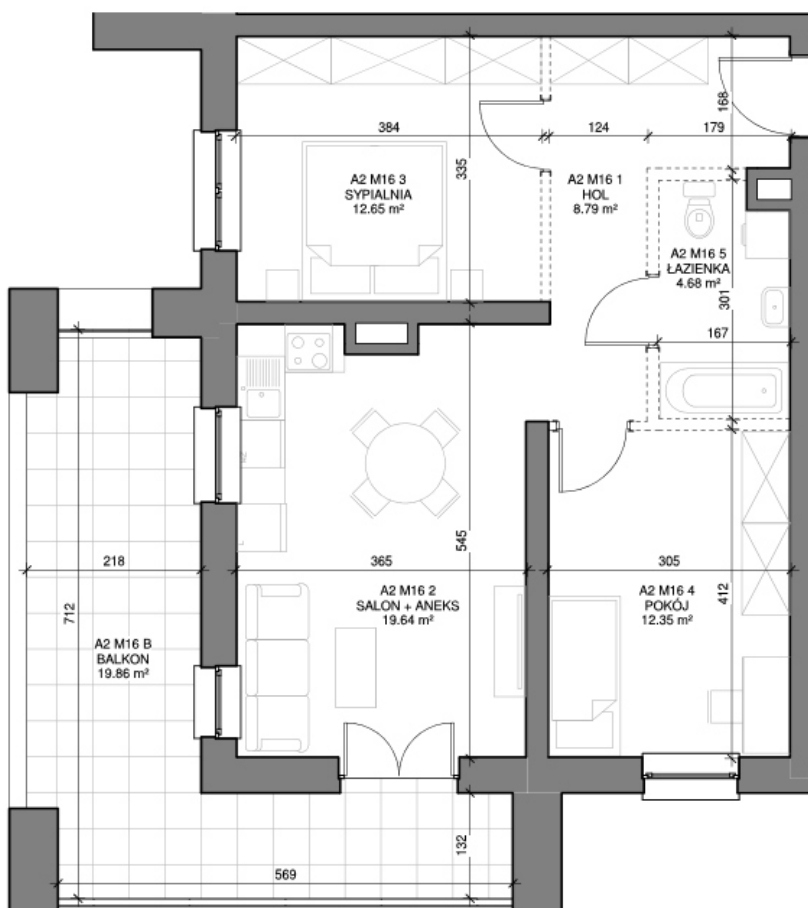 168
384
124
179
335
A2 M16 3
SYPIALNIA
12.65 m²
A2 M16 1
HOL
8.79 m²
A2 M16 5
ŁAZIENKA
4.68 m²
301
167
545
218
365
305
712
412
A2 M16 2
SALON + ANEKS
19.64 m²
A2 M16 4
POKÓJ
12.35 m²
A2 M16 B
BALKON
19.86 m²
132
569